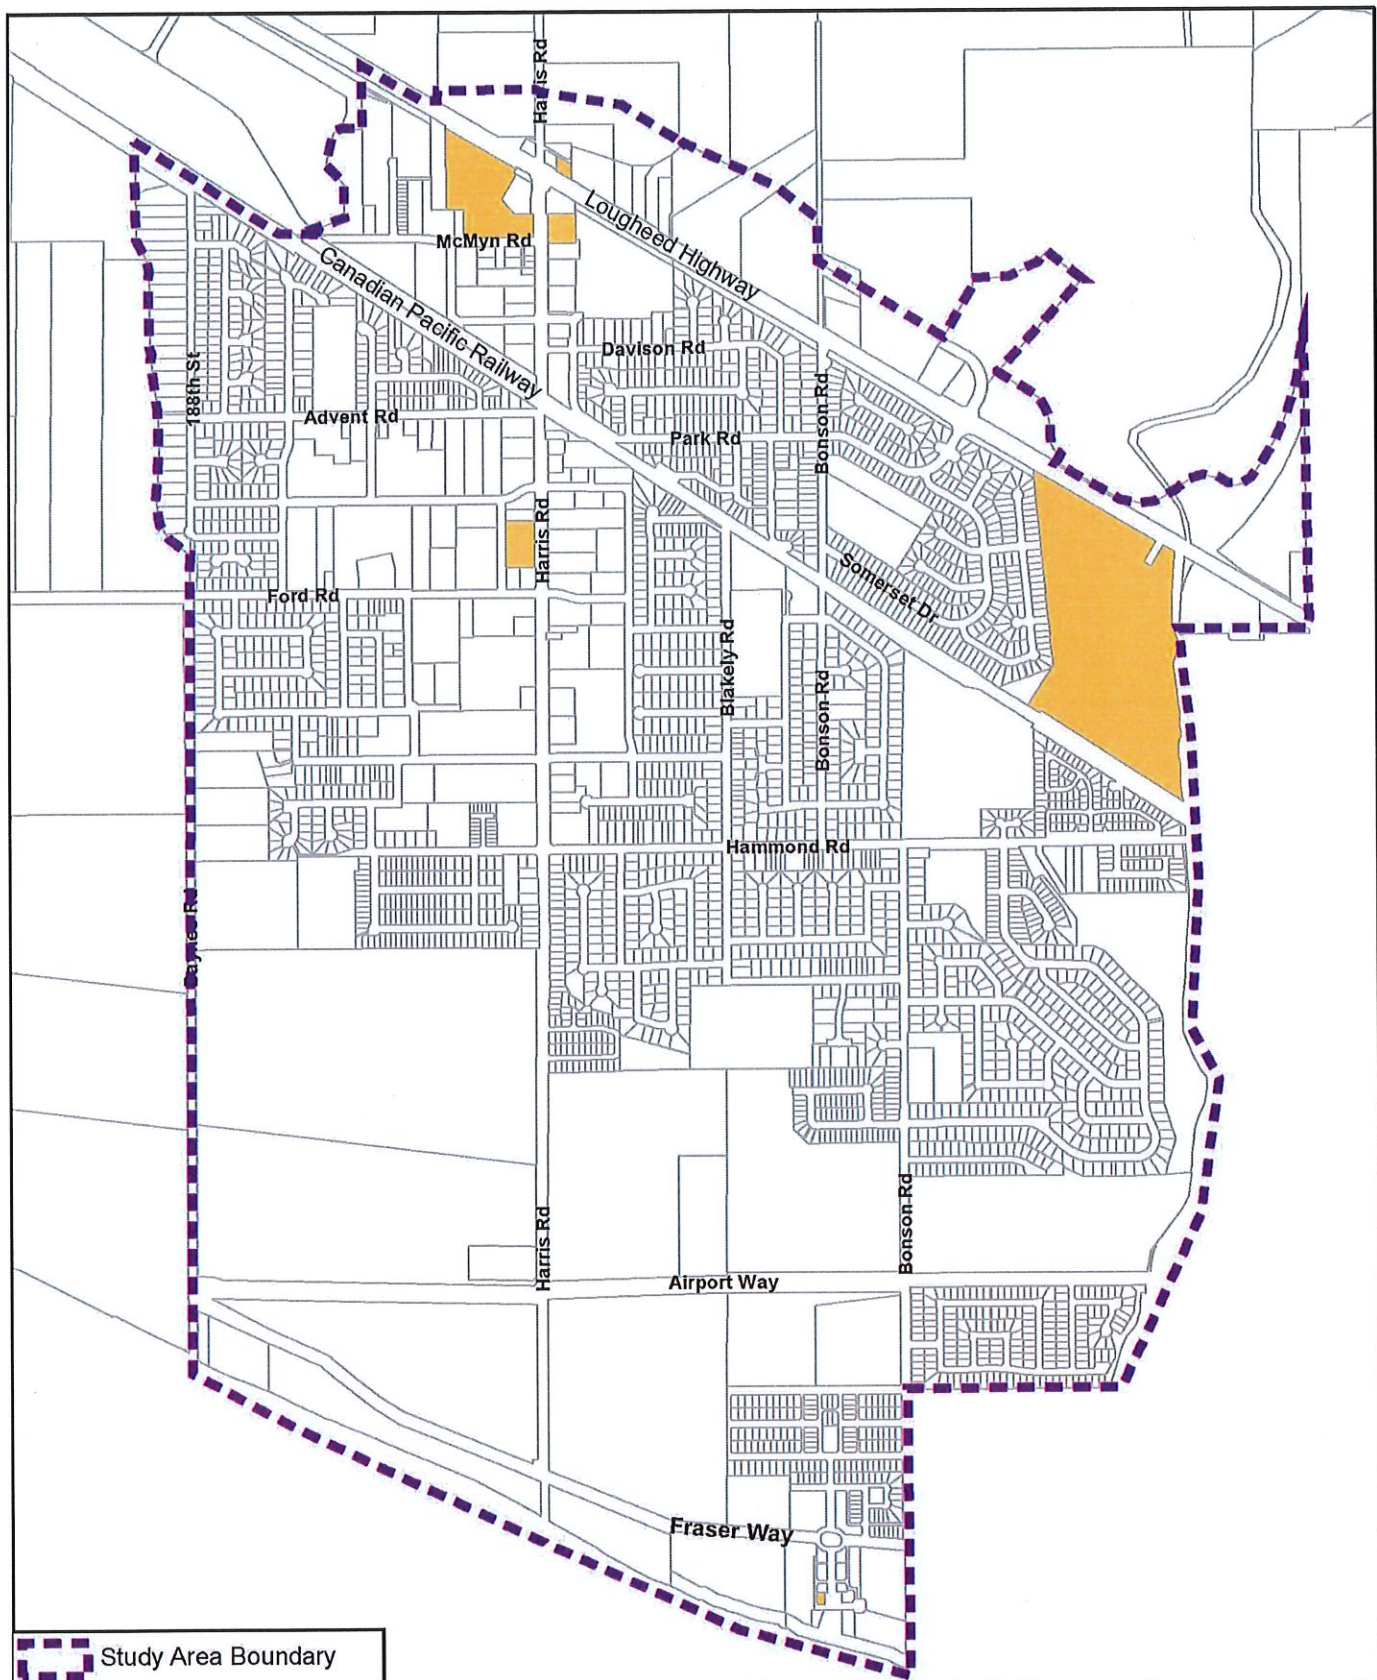 Harris Rd
Lougheed Highway
McMyn Rd
Canadian Pacific Railway
Davison Rd
188th St
Bonson Rd
Advent Rd
Park Rd
Harris Rd
Somerset Dr
Ford Rd
Blakely Rd
Bonson Rd
Hammond Rd
Harris Rd
Bonson Rd
Airport Way
Fraser Way
Study Area Boundary